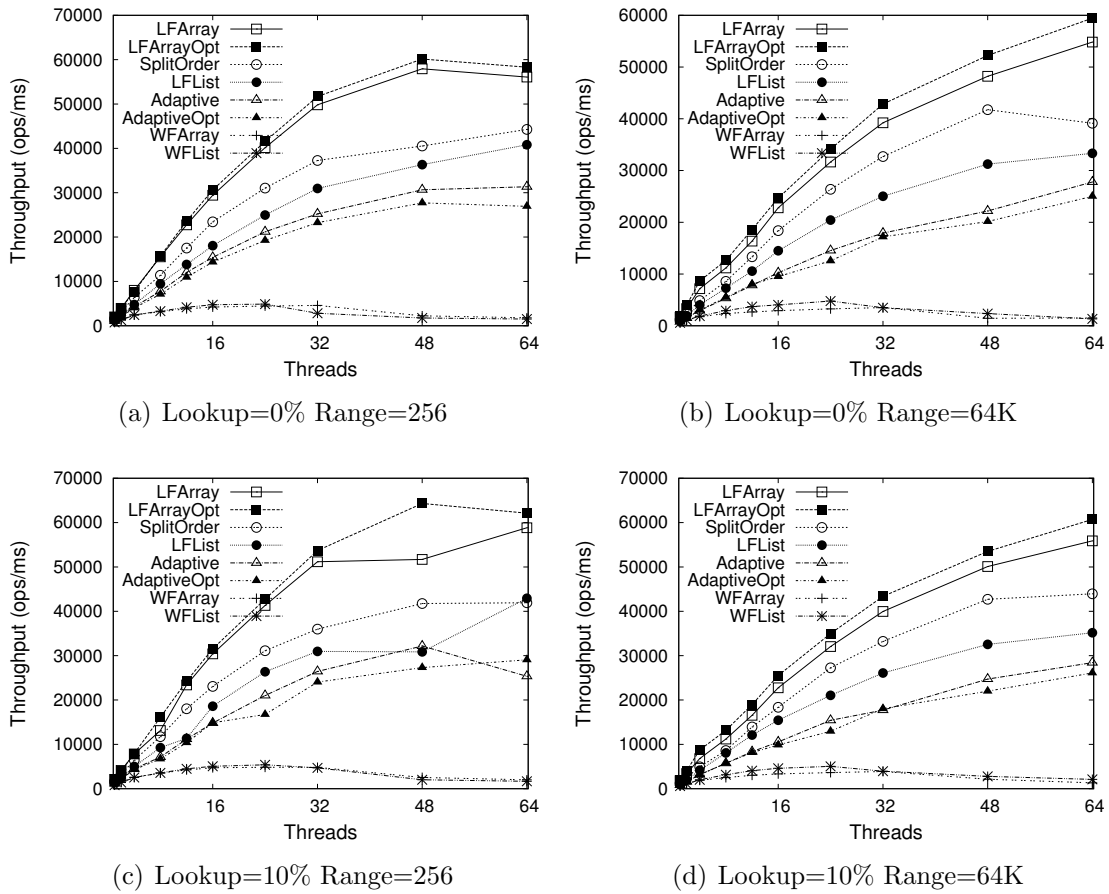 70000
60000
50000
40000
30000
20000
10000
0
Throughput (ops/ms)
LFArray
LFArrayOpt
SplitOrder
LFList
Adaptive
AdaptiveOpt
WFArray
WFList
16 32 48 64
Threads
(a) Lookup=0% Range=256
60000
50000
40000
30000
20000
10000
0
Throughput (ops/ms)
LFArray
LFArrayOpt
SplitOrder
LFList
Adaptive
AdaptiveOpt
WFArray
WFList
16 32 48 64
Threads
(b) Lookup=0% Range=64K
70000
60000
50000
40000
30000
20000
10000
0
Throughput (ops/ms)
LFArray
LFArrayOpt
SplitOrder
LFList
Adaptive
AdaptiveOpt
WFArray
WFList
16 32 48 64
Threads
(c) Lookup=10% Range=256
70000
60000
50000
40000
30000
20000
10000
0
Throughput (ops/ms)
LFArray
LFArrayOpt
SplitOrder
LFList
Adaptive
AdaptiveOpt
WFArray
WFList
16 32 48 64
Threads
(d) Lookup=10% Range=64K